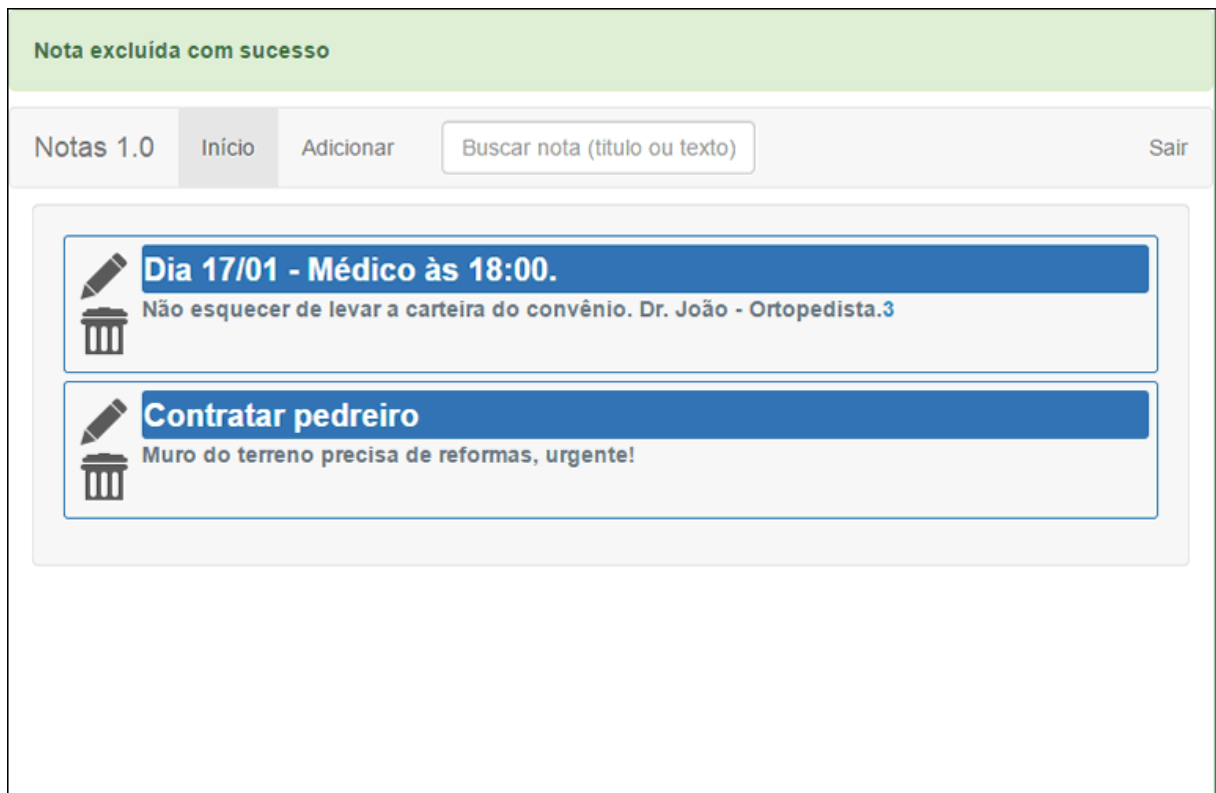 Nota excluída com sucesso
Notas 1.0 Início Adicionar Buscar nota (titulo ou texto) Sair
Dia 17/01 - Médico às 18:00.
Não esquecer de levar a carteira do convênio. Dr. João - Ortopedista.3
Contratar pedreiro
Muro do terreno precisa de reformas, urgente!